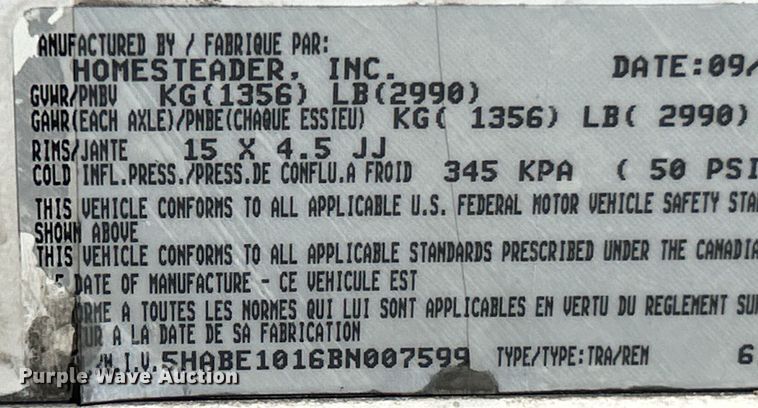 ANUFACTURED BY / FABRIQUE PAR:
HOMESTEADER, INC. DATE:09/
GVWR/PNBV KG(1356) LB(2990)
GAWR(EACH AXLE)/PNBE(CHAQUE ESSIEU) KG( 1356) LB( 2990)
RIMS/JANTE 15 X 4.5 JJ
COLD INFL.PRESS./PRESS.DE CONFLU.A FROID 345 KPA ( 50 PSI
THIS VEHICLE CONFORMS TO ALL APPLICABLE U.S. FEDERAL MOTOR VEHICLE SAFETY STA
SHOWN ABOVE
THIS VEHICLE CONFORMS TO ALL APPLICABLE STANDARDS PRESCRIBED UNDER THE CANADIA
E DATE OF MANUFACTURE - CE VEHICULE EST
ORME A TOUTES LES NORMES QUI LUI SONT APPLICABLES EN VERTU DU REGLEMENT SU
UR A LA DATE DE SA FABRICATION
V.I.V. 5HABE1016BN007599 TYPE/TYPE:TRA/REM 6
Purple Wave Auction